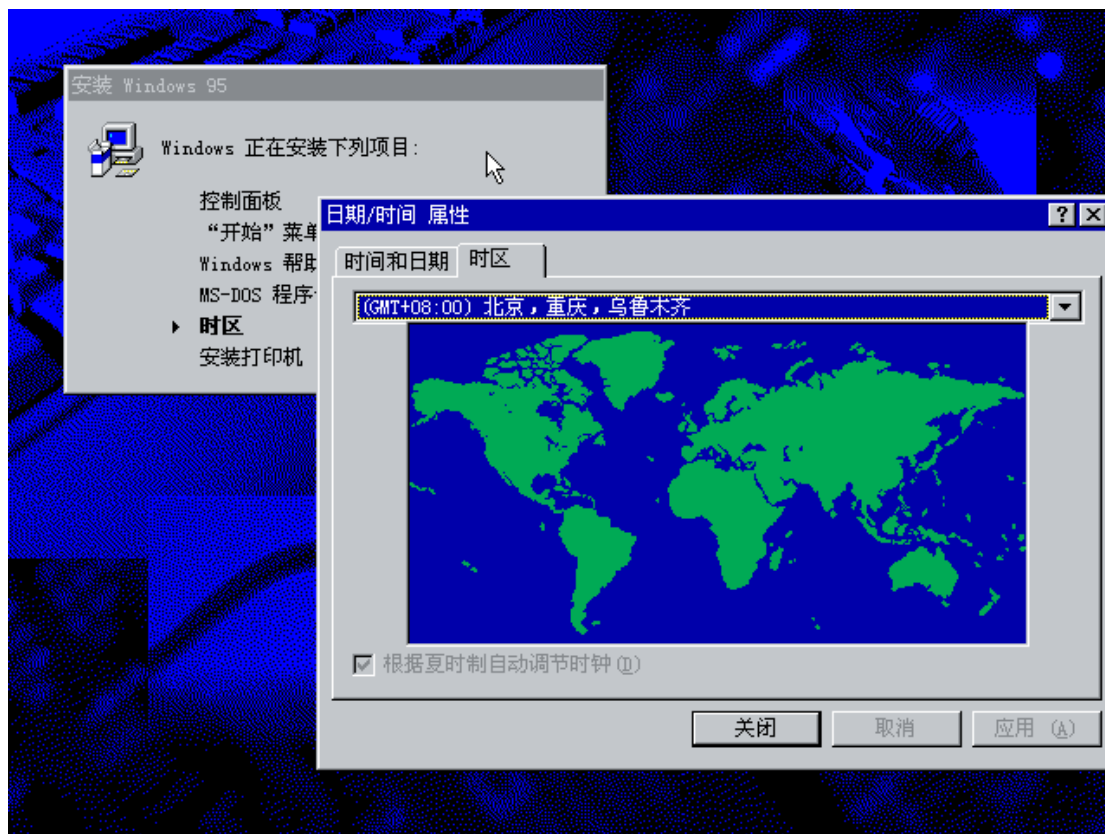 安装 Windows 95
Windows 正在安装下列项目:
控制面板
“开始”菜单
Windows 帮助
MS-DOS 程序
时区
安装打印机
日期/时间 属性
时间和日期 时区
(GMT+08:00) 北京，重庆，乌鲁木齐
根据夏时制自动调节时钟(D)
关闭 取消 应用 (A)